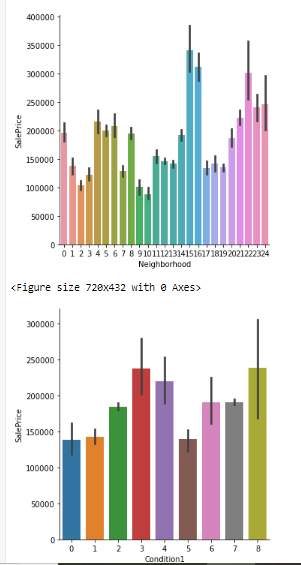 400000
350000
300000
250000
200000
150000
100000
50000
0
SalePrice
0 1 2 3 4 5 6 7 8 9 10 11 12 13 14 15 16 17 18 19 20 21 22 23 24
Neighborhood
<Figure size 720x432 with 0 Axes>
300000
250000
200000
150000
100000
50000
0
SalePrice
0 1 2 3 4 5 6 7 8
Condition1